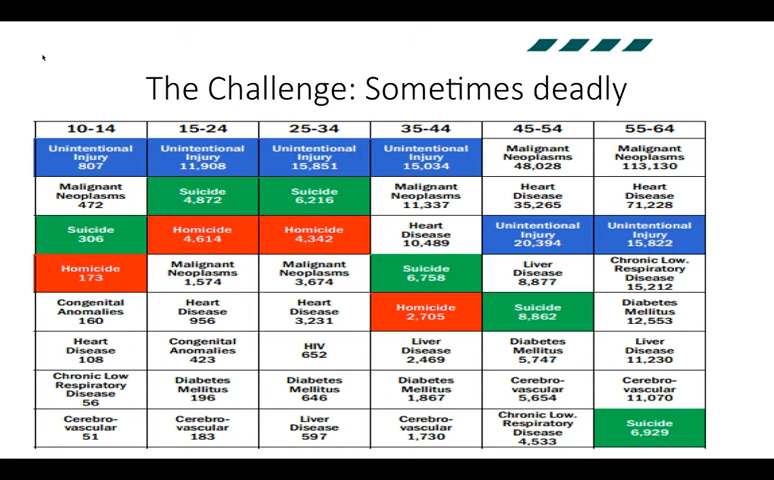 The Challenge: Sometimes deadly
10-14 15-24 25-34 35-44 45-54 55-64
Unintentional Injury 807 Unintentional Injury 11,908 Unintentional Injury 15,851 Unintentional Injury 15,034 Malignant Neoplasms 48,028 Malignant Neoplasms 113,130
Malignant Neoplasms 472 Suicide 4,872 Suicide 6,216 Malignant Neoplasms 11,337 Heart Disease 35,265 Heart Disease 71,228
Suicide 306 Homicide 4,614 Homicide 4,342 Heart Disease 10,489 Unintentional Injury 20,394 Unintentional Injury 15,822
Homicide 173 Malignant Neoplasms 1,574 Malignant Neoplasms 3,674 Suicide 6,758 Liver Disease 8,877 Chronic Low. Respiratory Disease 15,212
Congenital Anomalies 160 Heart Disease 956 Heart Disease 3,231 Homicide 2,705 Suicide 8,862 Diabetes Mellitus 12,553
Heart Disease 108 Congenital Anomalies 423 HIV 652 Liver Disease 2,469 Diabetes Mellitus 5,747 Liver Disease 11,230
Chronic Low Respiratory Disease 56 Diabetes Mellitus 196 Diabetes Mellitus 646 Diabetes Mellitus 1,867 Cerebro-vascular 5,654 Cerebro-vascular 11,070
Cerebro-vascular 51 Cerebro-vascular 183 Liver Disease 597 Cerebro-vascular 1,730 Chronic Low. Respiratory Disease 4,533 Suicide 6,929